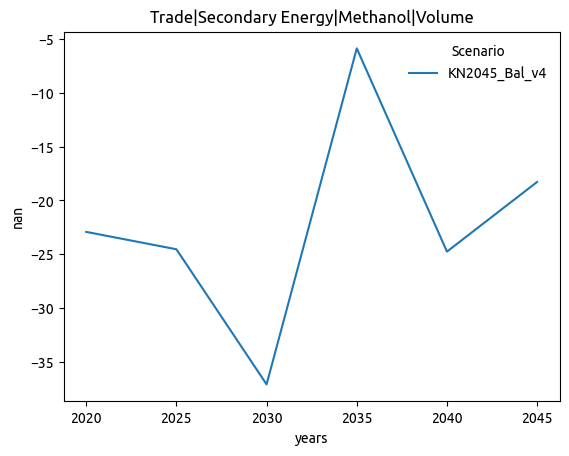 Trade|Secondary Energy|Methanol|Volume
−5
−10
−15
−20
−25
−30
−35
nan
Scenario
KN2045_Bal_v4
2020 2025 2030 2035 2040 2045
years